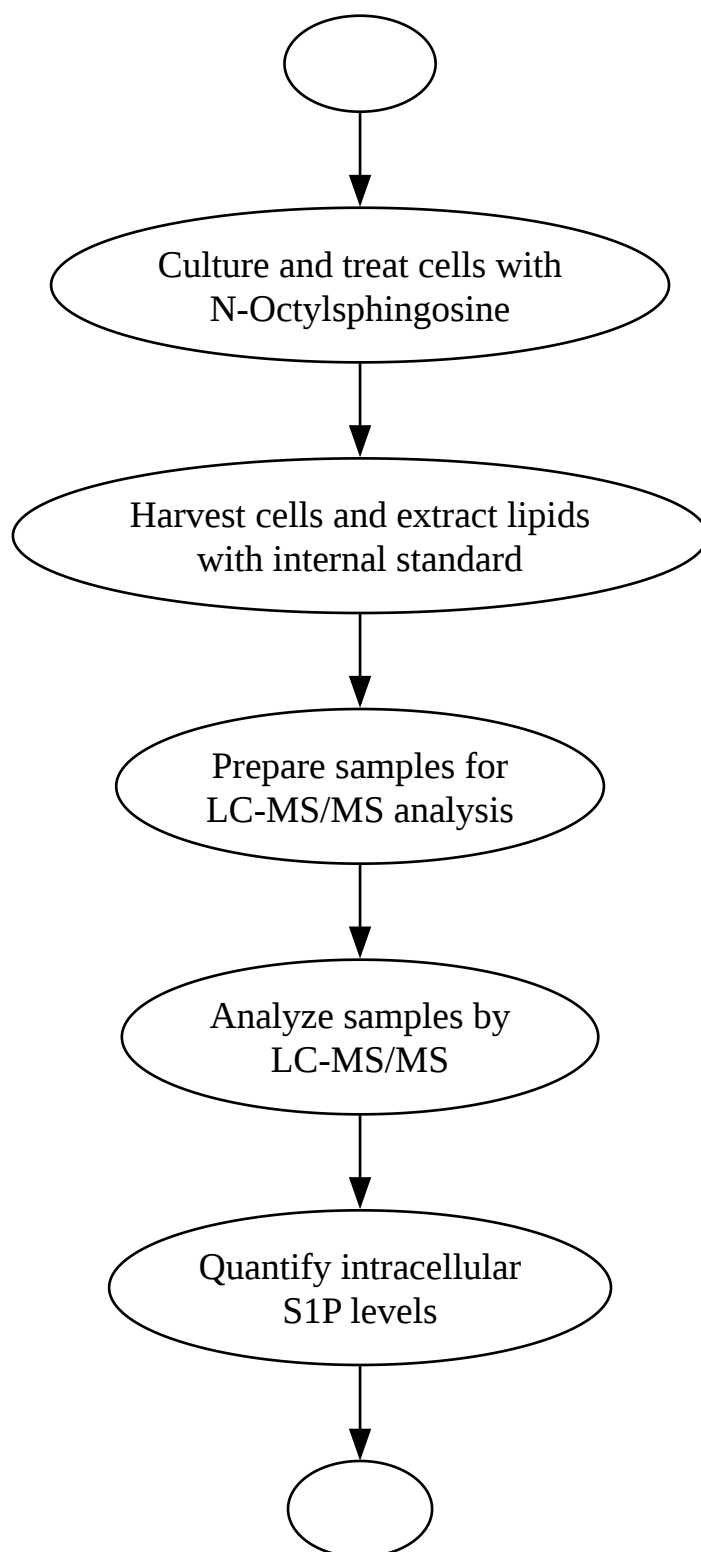 Culture and treat cells with
N-Octylsphingosine
Harvest cells and extract lipids
with internal standard
Prepare samples for
LC-MS/MS analysis
Analyze samples by
LC-MS/MS
Quantify intracellular
S1P levels